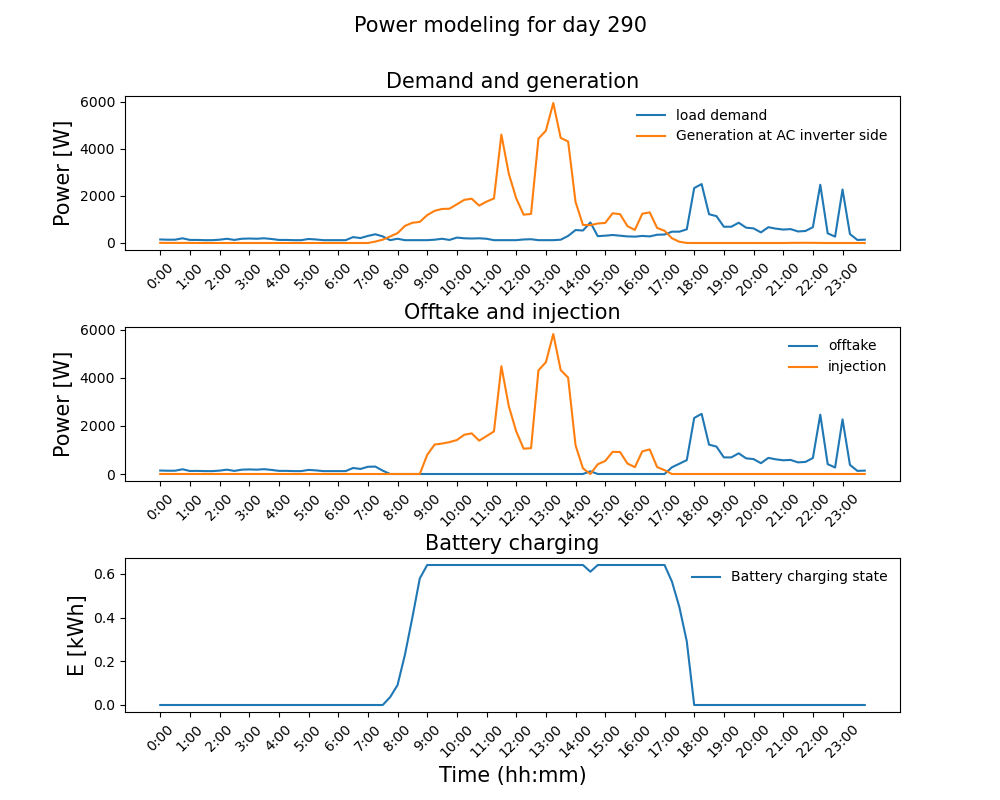 Power modeling for day 290
Demand and generation
Power [W]
6000
4000
2000
0
load demand
Generation at AC inverter side
0:00 1:00 2:00 3:00 4:00 5:00 6:00 7:00 8:00 9:00 10:00 11:00 12:00 13:00 14:00 15:00 16:00 17:00 18:00 19:00 20:00 21:00 22:00 23:00
Offtake and injection
Power [W]
6000
4000
2000
0
offtake
injection
0:00 1:00 2:00 3:00 4:00 5:00 6:00 7:00 8:00 9:00 10:00 11:00 12:00 13:00 14:00 15:00 16:00 17:00 18:00 19:00 20:00 21:00 22:00 23:00
Battery charging
E [kWh]
0.6
0.4
0.2
0.0
Battery charging state
0:00 1:00 2:00 3:00 4:00 5:00 6:00 7:00 8:00 9:00 10:00 11:00 12:00 13:00 14:00 15:00 16:00 17:00 18:00 19:00 20:00 21:00 22:00 23:00
Time (hh:mm)